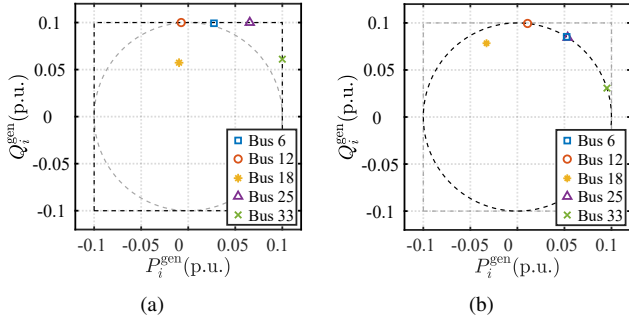 0.1
0.05
0
-0.05
-0.1
Q_i^gen(p.u.)
Bus 6
Bus 12
Bus 18
Bus 25
Bus 33
-0.1 -0.05 0 0.05 0.1
P_i^gen(p.u.)
(a)
0.1
0.05
0
-0.05
-0.1
Q_i^gen(p.u.)
Bus 6
Bus 12
Bus 18
Bus 25
Bus 33
-0.1 -0.05 0 0.05 0.1
P_i^gen(p.u.)
(b)